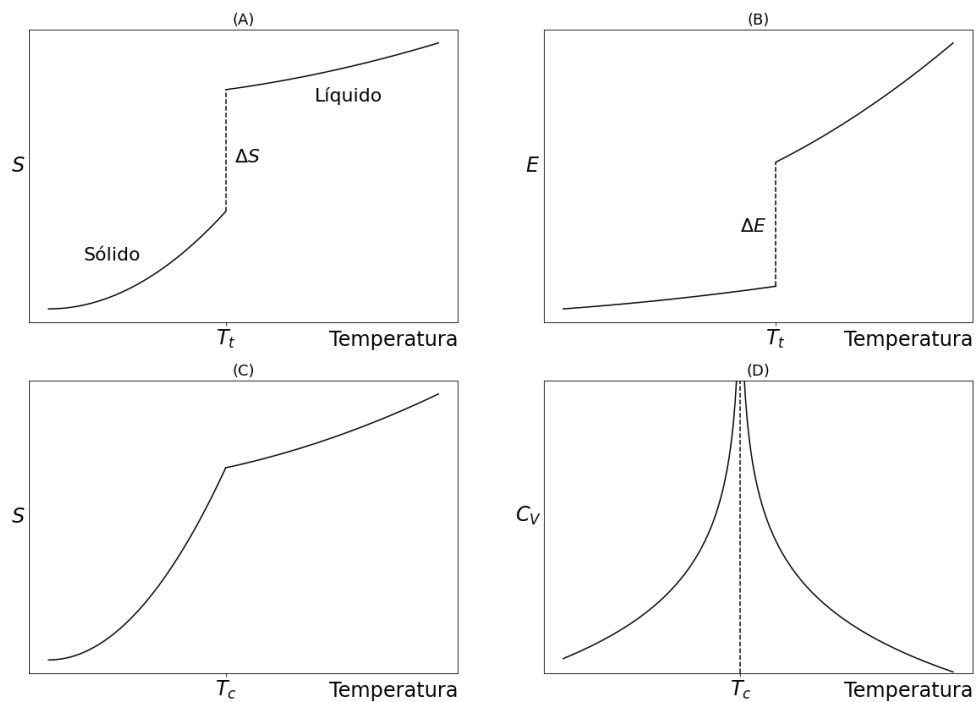 (A)
S
Líquido
ΔS
Sólido
T_t
Temperatura
(B)
E
ΔE
T_t
Temperatura
(C)
S
T_c
Temperatura
(D)
C_V
T_c
Temperatura